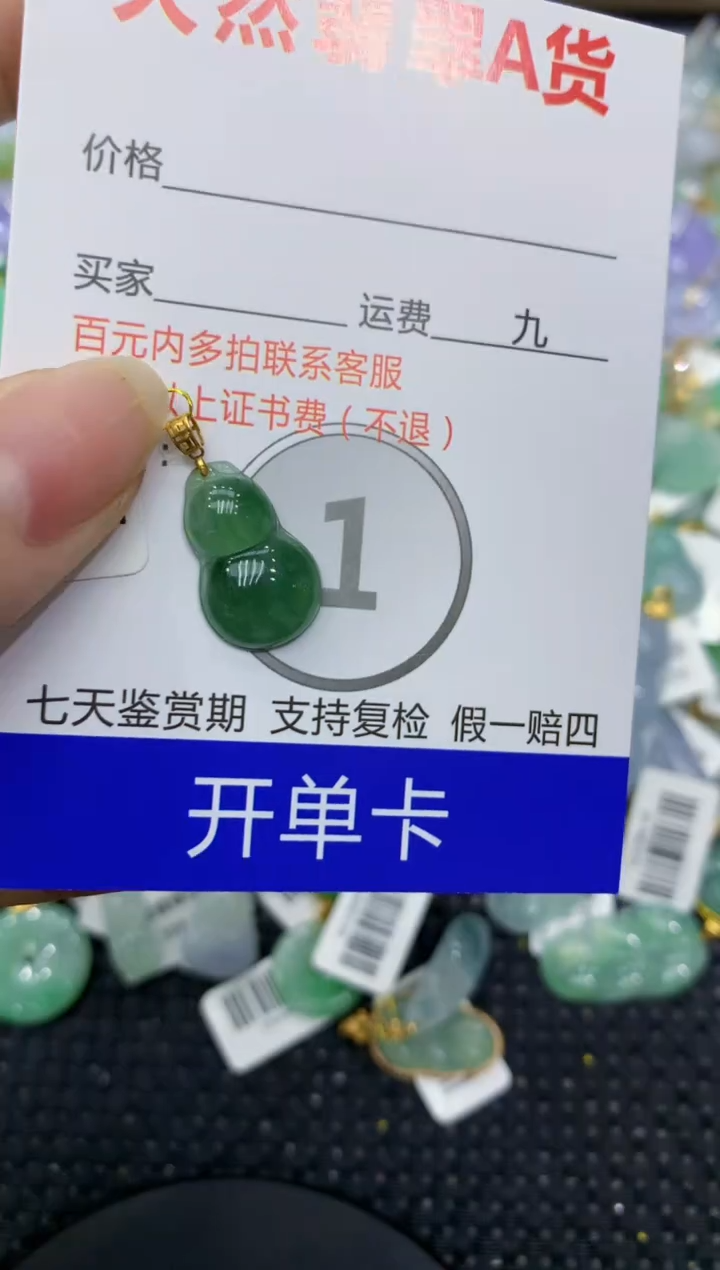 天然翡翠A货
价格
买家 运费 九
百元内多拍联系客服
以上证书费(不退)
1
七天鉴赏期 支持复检 假一赔四
开单卡